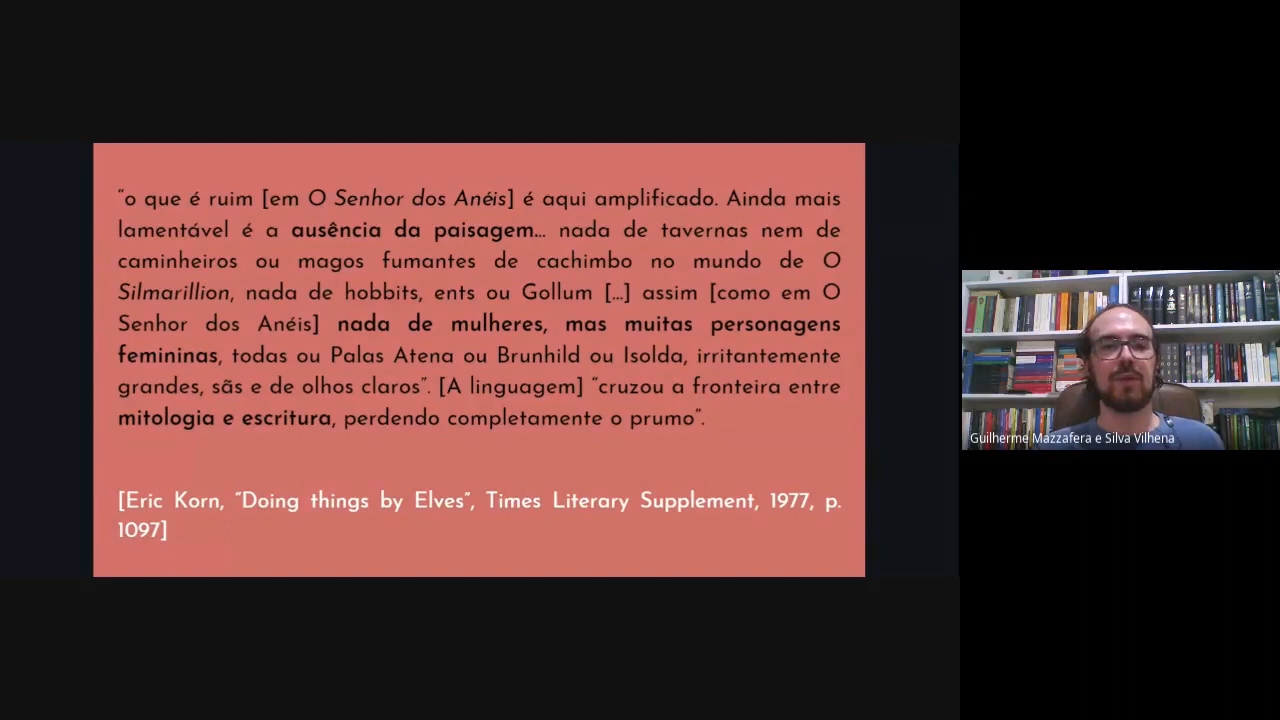 “o que é ruim [em O Senhor dos Anéis] é aqui amplificado. Ainda mais
lamentável é a ausência da paisagem... nada de tavernas nem de
caminheiros ou magos fumantes de cachimbo no mundo de O
Silmarillion, nada de hobbits, ents ou Gollum [...] assim [como em O
Senhor dos Anéis] nada de mulheres, mas muitas personagens
femininas, todas ou Palas Atena ou Brunhild ou Isolda, irritantemente
grandes, sãs e de olhos claros”. [A linguagem] “cruzou a fronteira entre
mitologia e escritura, perdendo completamente o prumo”.
[Eric Korn, “Doing things by Elves”, Times Literary Supplement, 1977, p.
1097]
Guilherme Mazzafera e Silva Vilhena